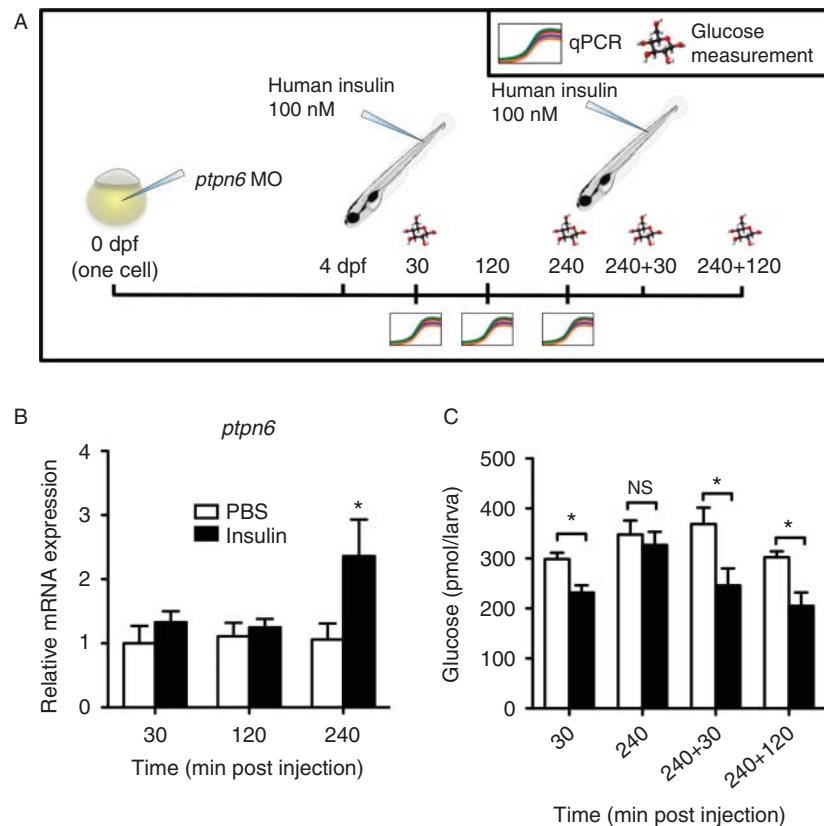 A
qPCR
Glucose
measurement
Human insulin
100 nM
Human insulin
100 nM
ptpn6 MO
0 dpf
(one cell)
4 dpf
30
120
240
240+30
240+120
B
ptpn6
4
3
2
1
0
Relative mRNA expression
PBS
Insulin
*
30
120
240
Time (min post injection)
C
500
400
300
200
100
0
Glucose (pmol/larva)
*
NS
*
*
30
240
240+30
240+120
Time (min post injection)